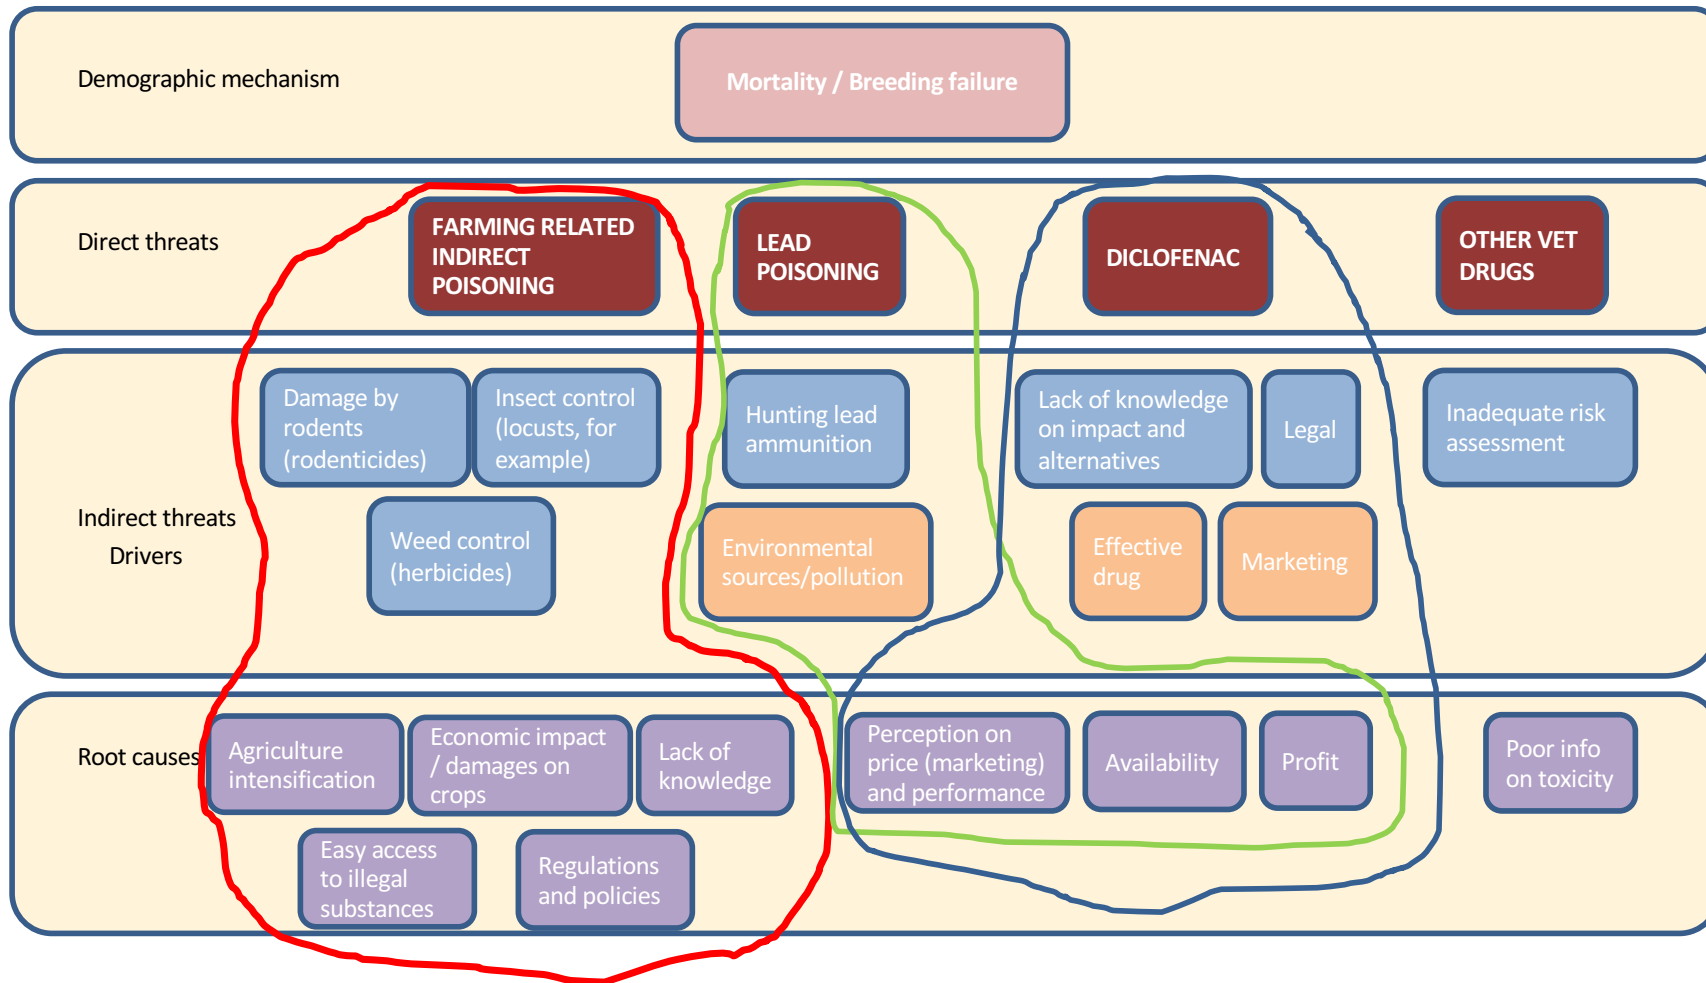 Demographic mechanism
Mortality / Breeding failure
Direct threats
FARMING RELATED
INDIRECT
POISONING
LEAD
POISONING
DICLOFENAC
OTHER VET
DRUGS
Indirect threats
Drivers
Damage by
rodents
(rodenticides)
Insect control
(locusts, for
example)
Hunting lead
ammunition
Lack of knowledge
on impact and
alternatives
Legal
Inadequate risk
assessment
Weed control
(herbicides)
Environmental
sources/pollution
Effective
drug
Marketing
Root causes
Agriculture
intensification
Economic impact
/ damages on
crops
Lack of
knowledge
Perception on
price (marketing)
and performance
Availability
Profit
Poor info
on toxicity
Easy access
to illegal
substances
Regulations
and policies